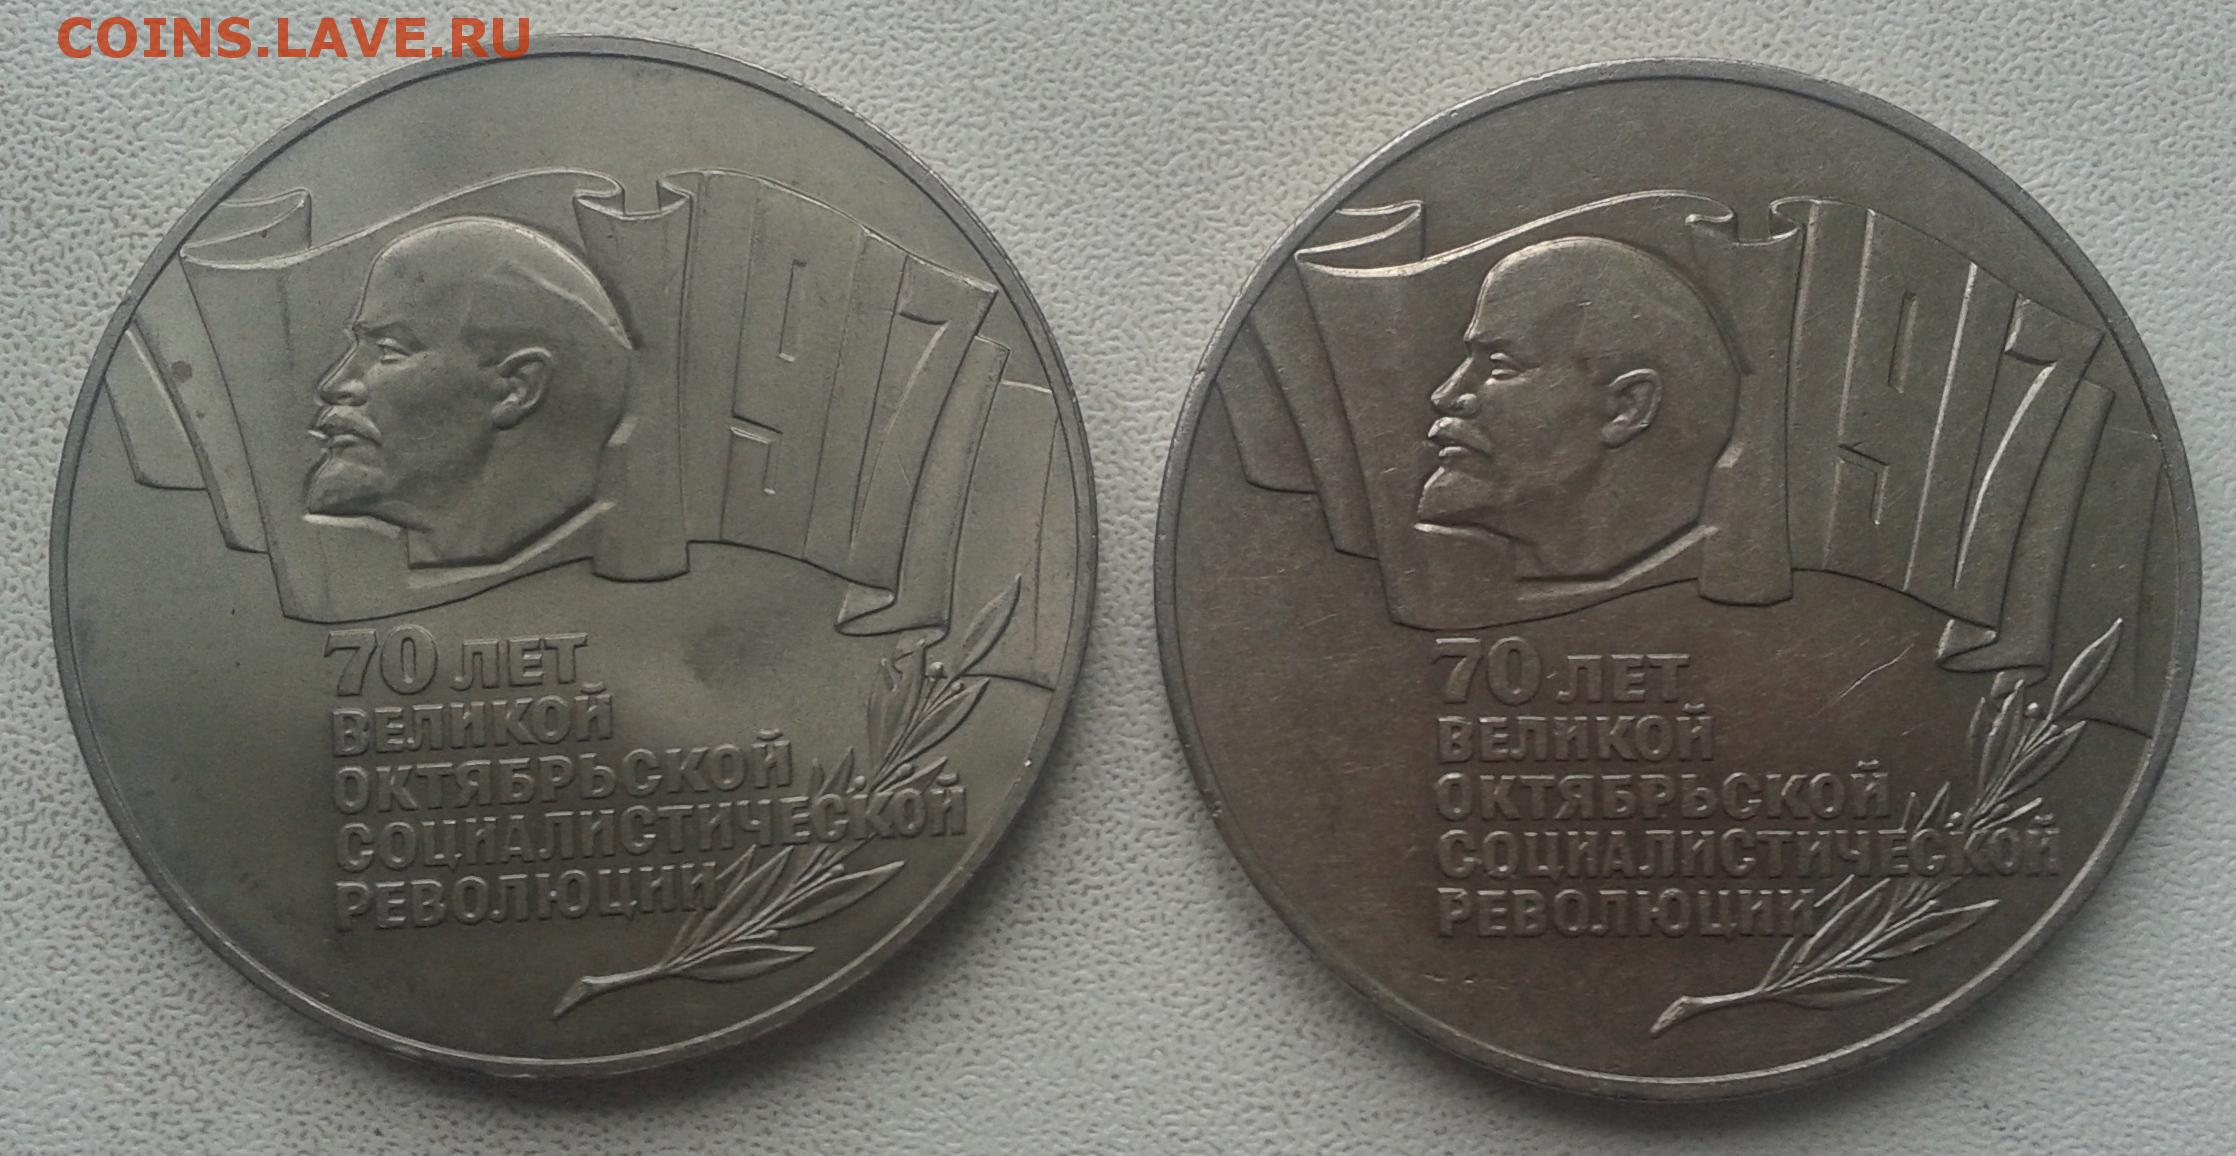 COINS.LAVE.RU
1917
70 ЛЕТ
ВЕЛИКОЙ
ОКТЯБРЬСКОЙ
СОЦИАЛИСТИЧЕСКОЙ
РЕВОЛЮЦИИ
1917
70 ЛЕТ
ВЕЛИКОЙ
ОКТЯБРЬСКОЙ
СОЦИАЛИСТИЧЕСКОЙ
РЕВОЛЮЦИИ